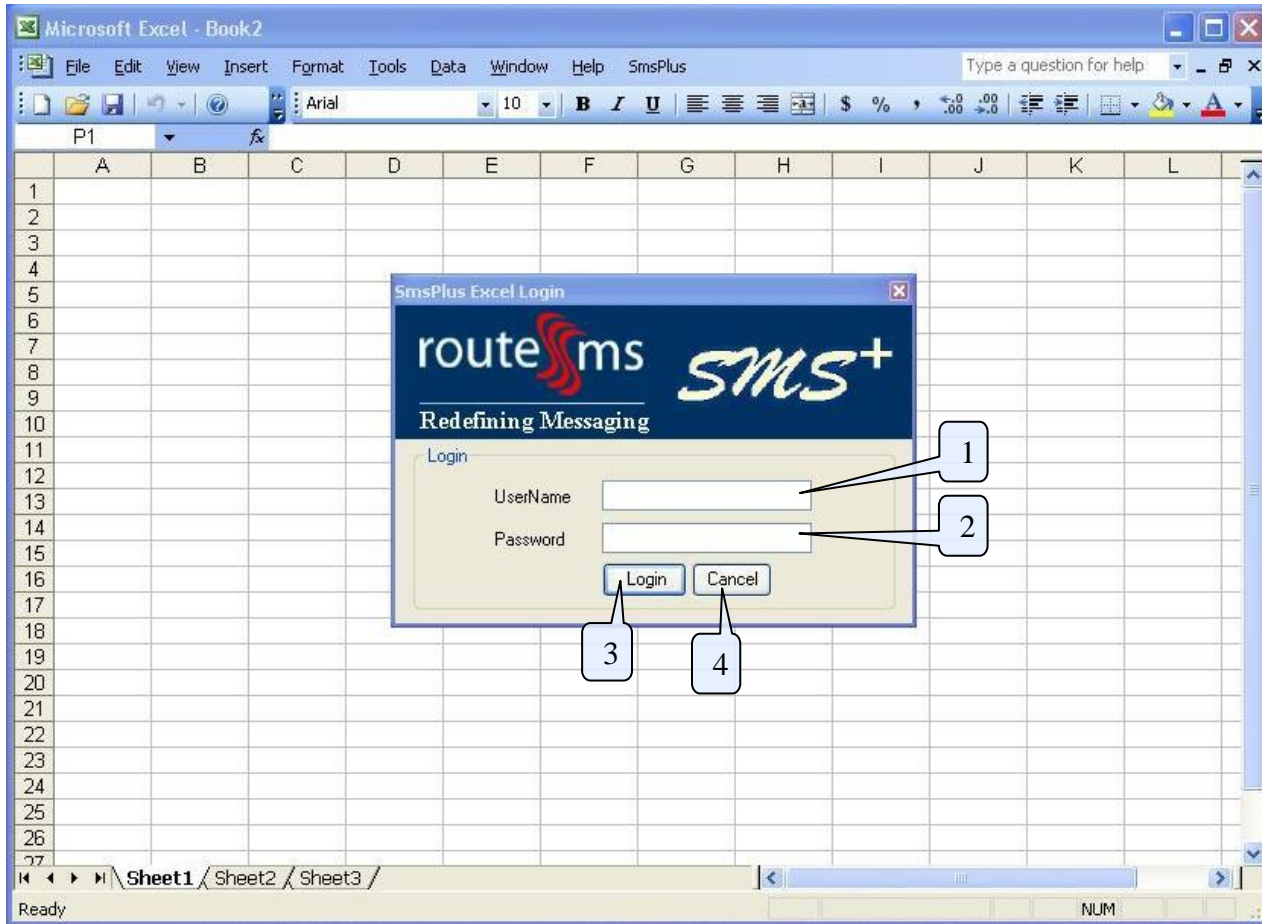 Microsoft Excel - Book2
File Edit View Insert Format Tools Data Window Help SmsPlus Type a question for help
Arial 10 B I U $ % , .00 .00 A
P1 fx
A B C D E F G H I J K L
1
2
3
4
5
6
7
8
9
10
11
12
13
14
15
16
17
18
19
20
21
22
23
24
25
26
27
SmsPlus Excel Login
routeSms SMS+
Redefining Messaging
Login
UserName
1
Password
2
Login Cancel
3
4
Sheet1 Sheet2 Sheet3
Ready NUM